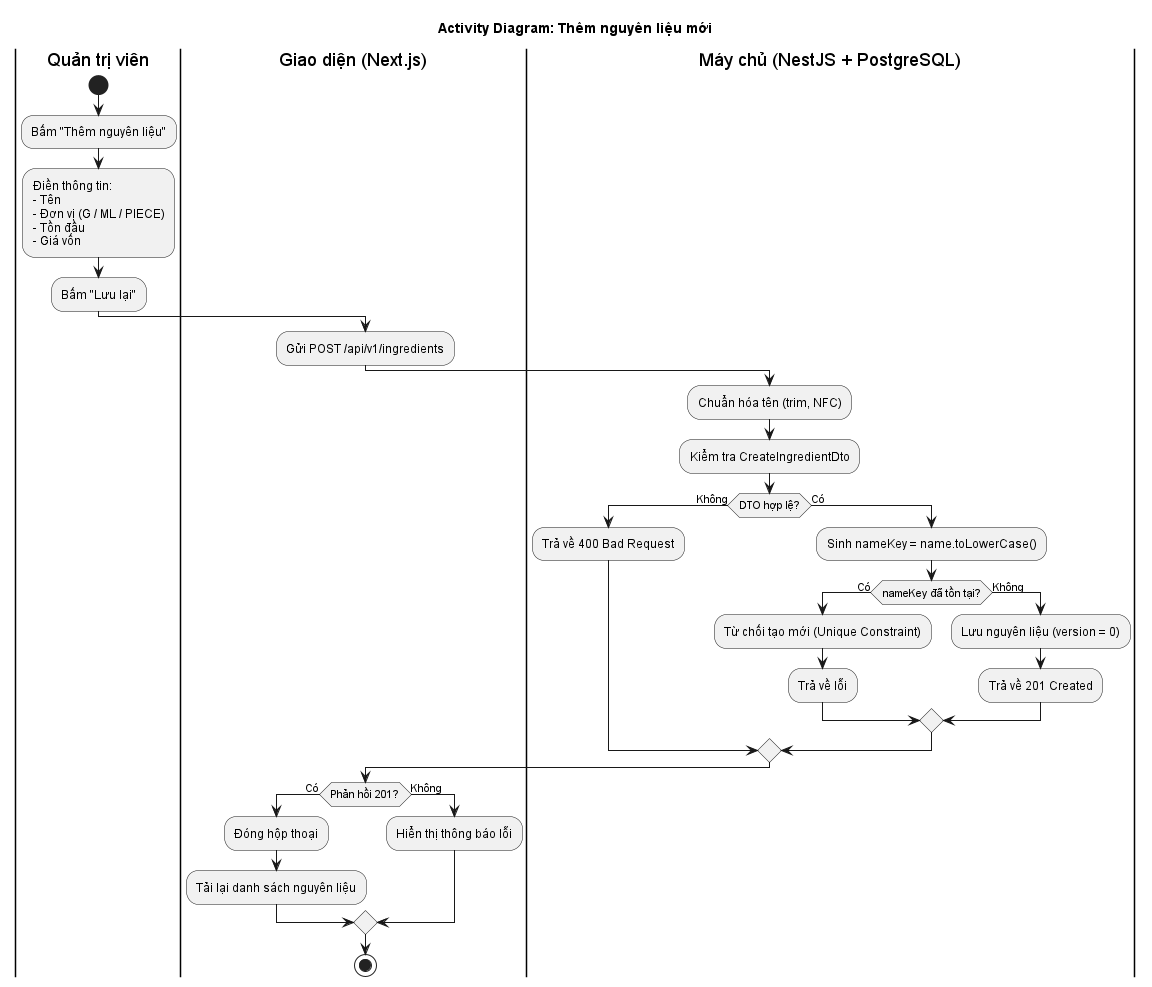 Activity Diagram: Thêm nguyên liệu mới
Quản trị viên
Giao diện (Next.js)
Máy chủ (NestJS + PostgreSQL)
Bấm "Thêm nguyên liệu"
Điền thông tin:
- Tên
- Đơn vị (G / ML / PIECE)
- Tồn đầu
- Giá vốn
Bấm "Lưu lại"
Gửi POST /api/v1/ingredients
Chuẩn hóa tên (trim, NFC)
Kiểm tra CreateIngredientDto
Không
DTO hợp lệ?
Có
Trả về 400 Bad Request
Sinh nameKey = name.toLowerCase()
Có
nameKey đã tồn tại?
Không
Từ chối tạo mới (Unique Constraint)
Lưu nguyên liệu (version = 0)
Trả về lỗi
Trả về 201 Created
Có
Phản hồi 201?
Không
Đóng hộp thoại
Hiển thị thông báo lỗi
Tải lại danh sách nguyên liệu